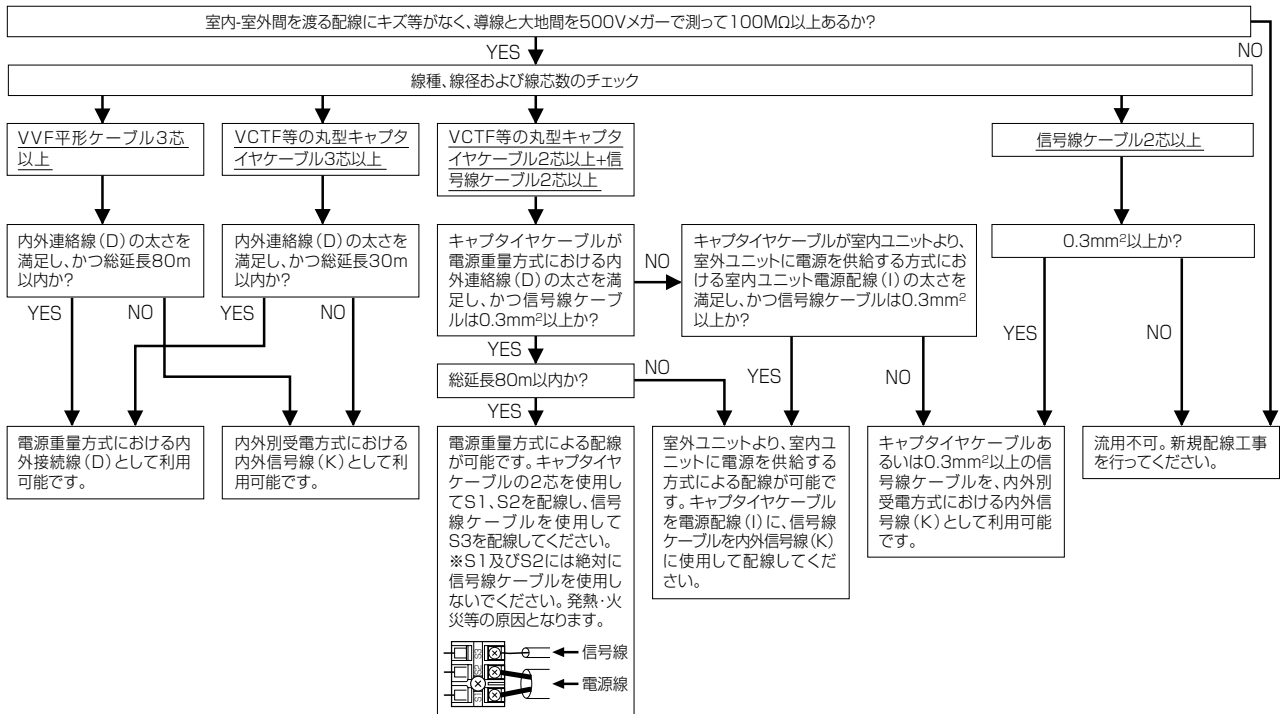 室内-室外間を渡る配線にキズ等がなく、導線と大地間を500Vメガーで測って100MΩ以上あるか?
YES
NO
線種、線径および線芯数のチェック
VVF平形ケーブル3芯
以上
VCTF等の丸型キャプタ
イヤケーブル3芯以上
VCTF等の丸型キャプタ
イヤケーブル2芯以上+信
号線ケーブル2芯以上
信号線ケーブル2芯以上
内外連絡線(D)の太さを
満足し、かつ総延長80m
以内か?
内外連絡線(D)の太さを
満足し、かつ総延長30m
以内か?
キャプタイヤケーブルが
電源重量方式における内
外連絡線(D)の太さを満
足し、かつ信号線ケーブ
ルは0.3mm²以上か?
NO
キャプタイヤケーブルが室内ユニットより、
室外ユニットに電源を供給する方式にお
ける室内ユニット電源配線(I)の太さを
満足し、かつ信号線ケーブルは0.3mm²
以上か?
0.3mm²以上か?
YES
NO
YES
NO
YES
YES
NO
YES
NO
総延長80m以内か?
NO
YES
電源重量方式における内
外接続線(D)として利用
可能です。
内外別受電方式における
内外信号線(K)として利
用可能です。
電源重量方式による配線
が可能です。キャプタイヤ
ケーブルの2芯を使用し
てS1、S2を配線し、信号
線ケーブルを使用して
S3を配線してください。
※S1及びS2には絶対に
信号線ケーブルを使用し
ないでください。発熱・火
災等の原因となります。
室外ユニットより、室内ユ
ニットに電源を供給する
方式による配線が可能で
す。キャプタイヤケーブル
を電源配線(I)に、信号線
ケーブルを内外信号線(K)
に使用して配線してくだ
さい。
キャプタイヤケーブルあ
るいは0.3mm²以上の信
号線ケーブルを、内外別
受電方式における内外信
号線(K)として利用可能
です。
流用不可。新規配線工事
を行ってください。
S3
信号線
S2
電源線
S1